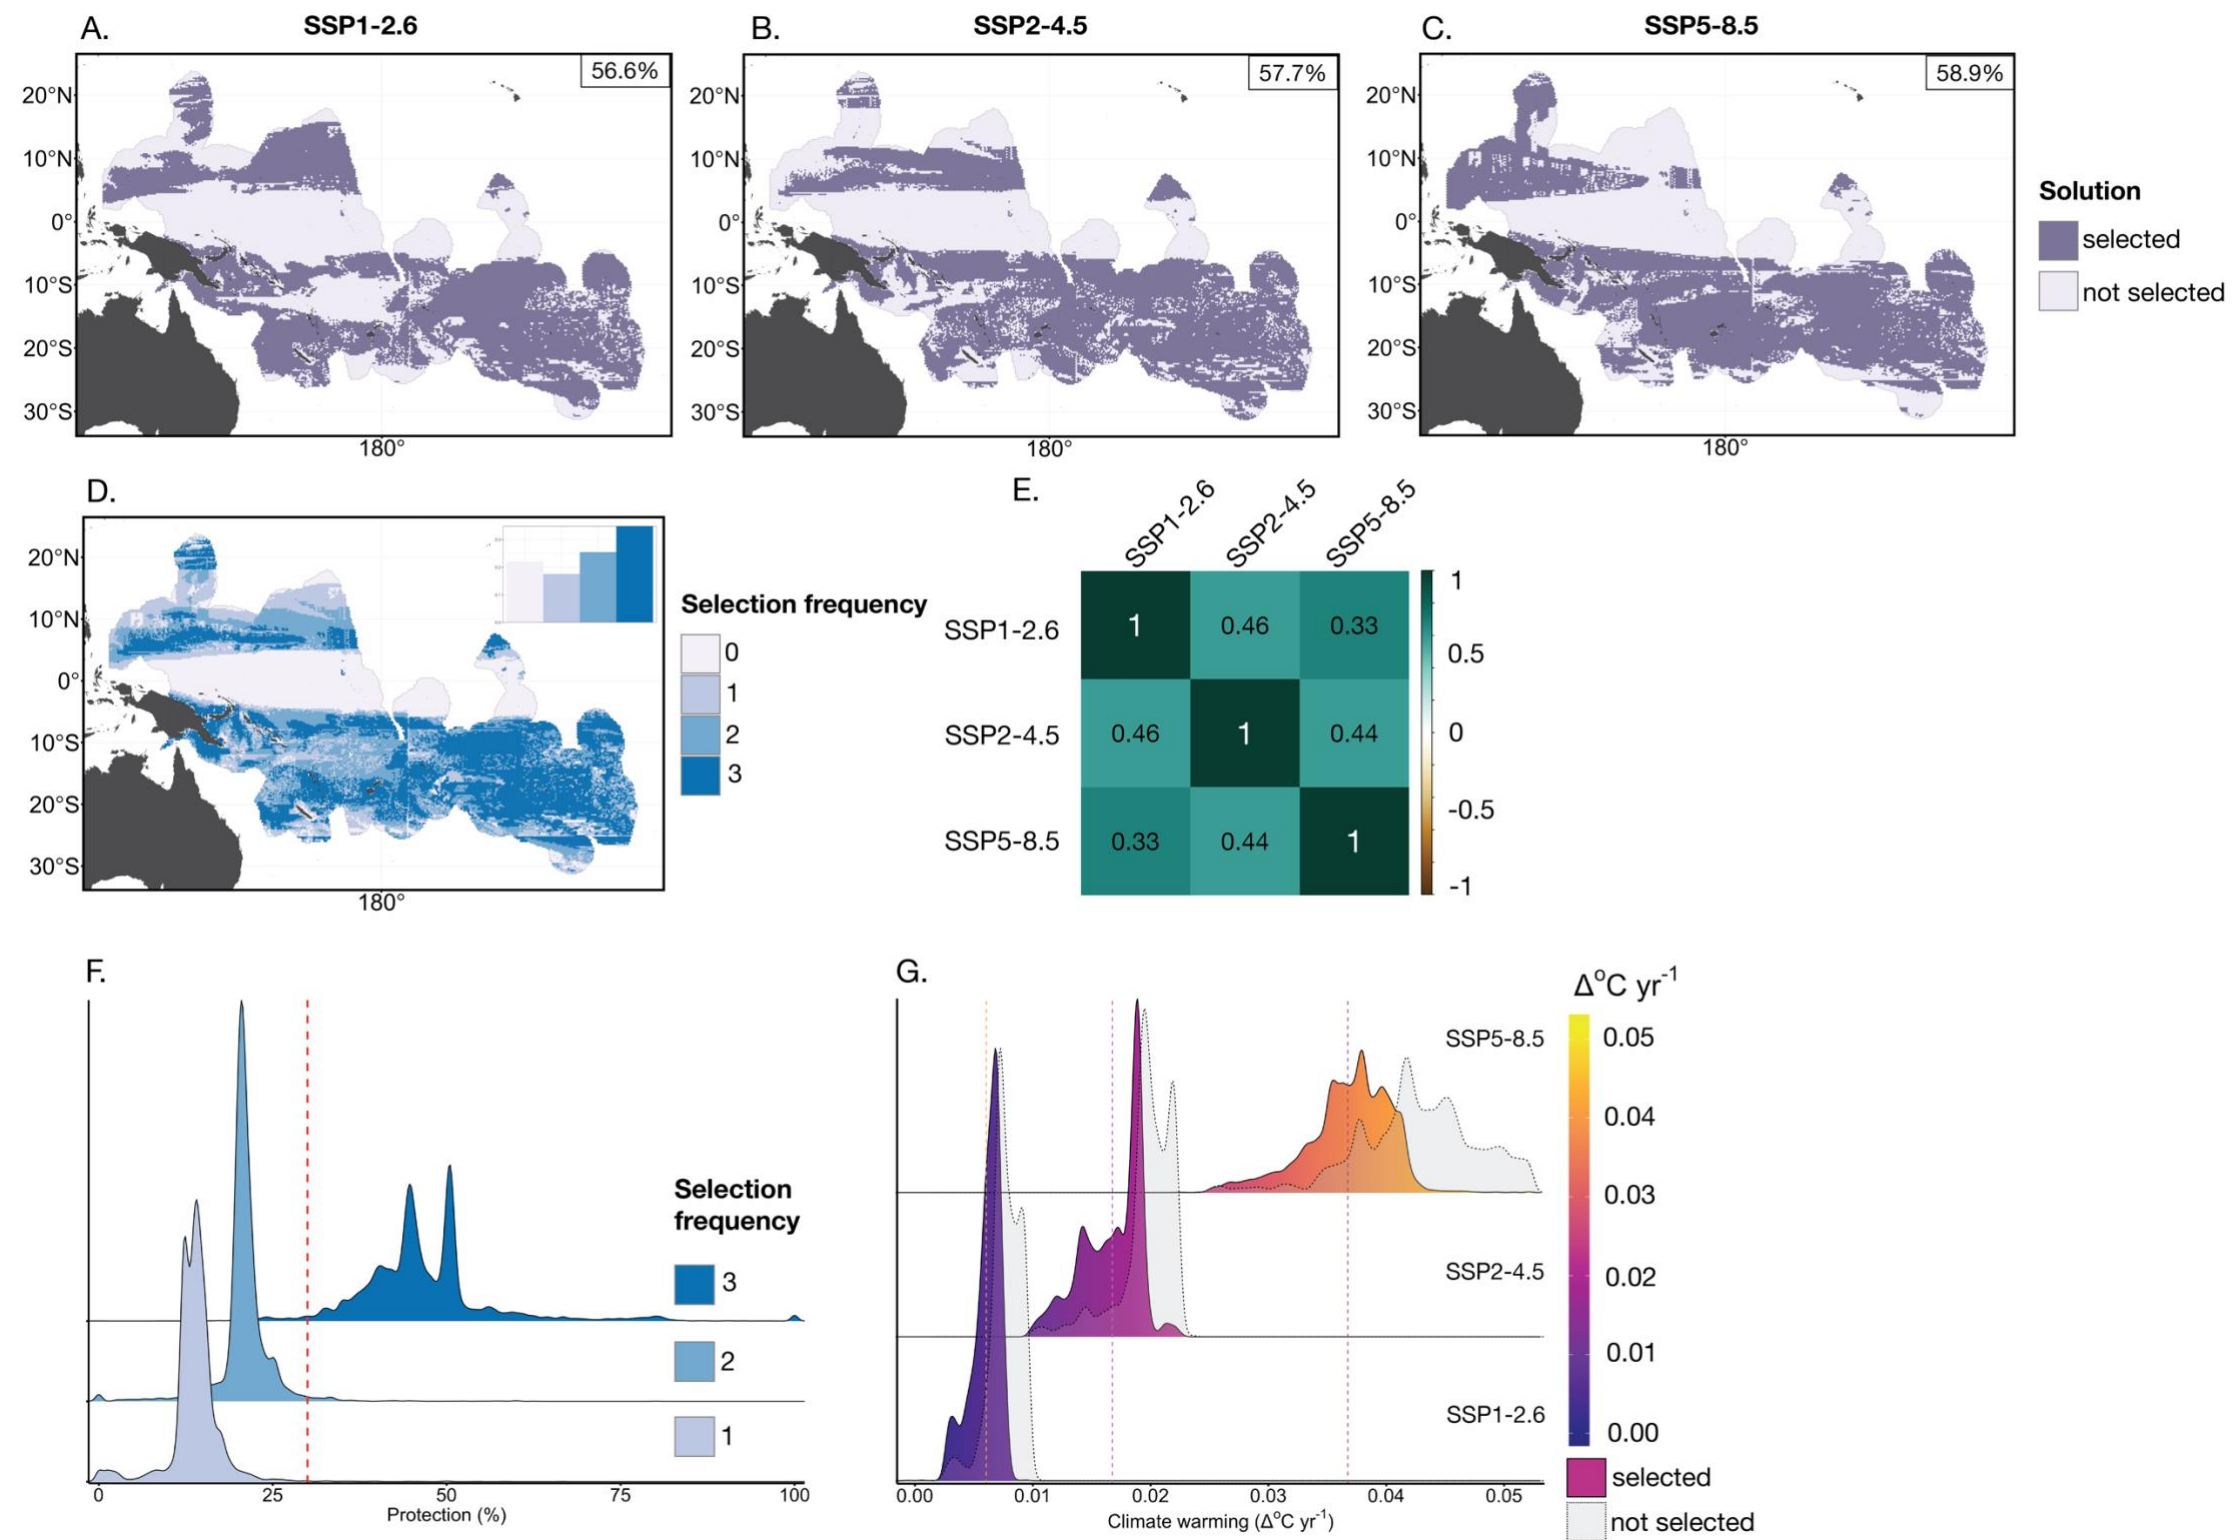 A.
SSP1-2.6
B.
SSP2-4.5
C.
SSP5-8.5
56.6%
57.7%
58.9%
20°N
10°N
0°
10°S
20°S
30°S
180°
20°N
10°N
0°
10°S
20°S
30°S
180°
20°N
10°N
0°
10°S
20°S
30°S
180°
Solution
selected
not selected
D.
20°N
10°N
0°
10°S
20°S
30°S
180°
Selection frequency
0
1
2
3
E.
SSP1-2.6
SSP2-4.5
SSP5-8.5
SSP1-2.6
1
0.46
0.33
SSP2-4.5
0.46
1
0.44
SSP5-8.5
0.33
0.44
1
1
0.5
0
-0.5
-1
F.
Selection
frequency
3
2
1
0
25
50
75
100
Protection (%)
G.
SSP5-8.5
SSP2-4.5
SSP1-2.6
0.00
0.01
0.02
0.03
0.04
0.05
Climate warming (Δ°C yr⁻¹)
Δ°C yr⁻¹
0.05
0.04
0.03
0.02
0.01
0.00
selected
not selected